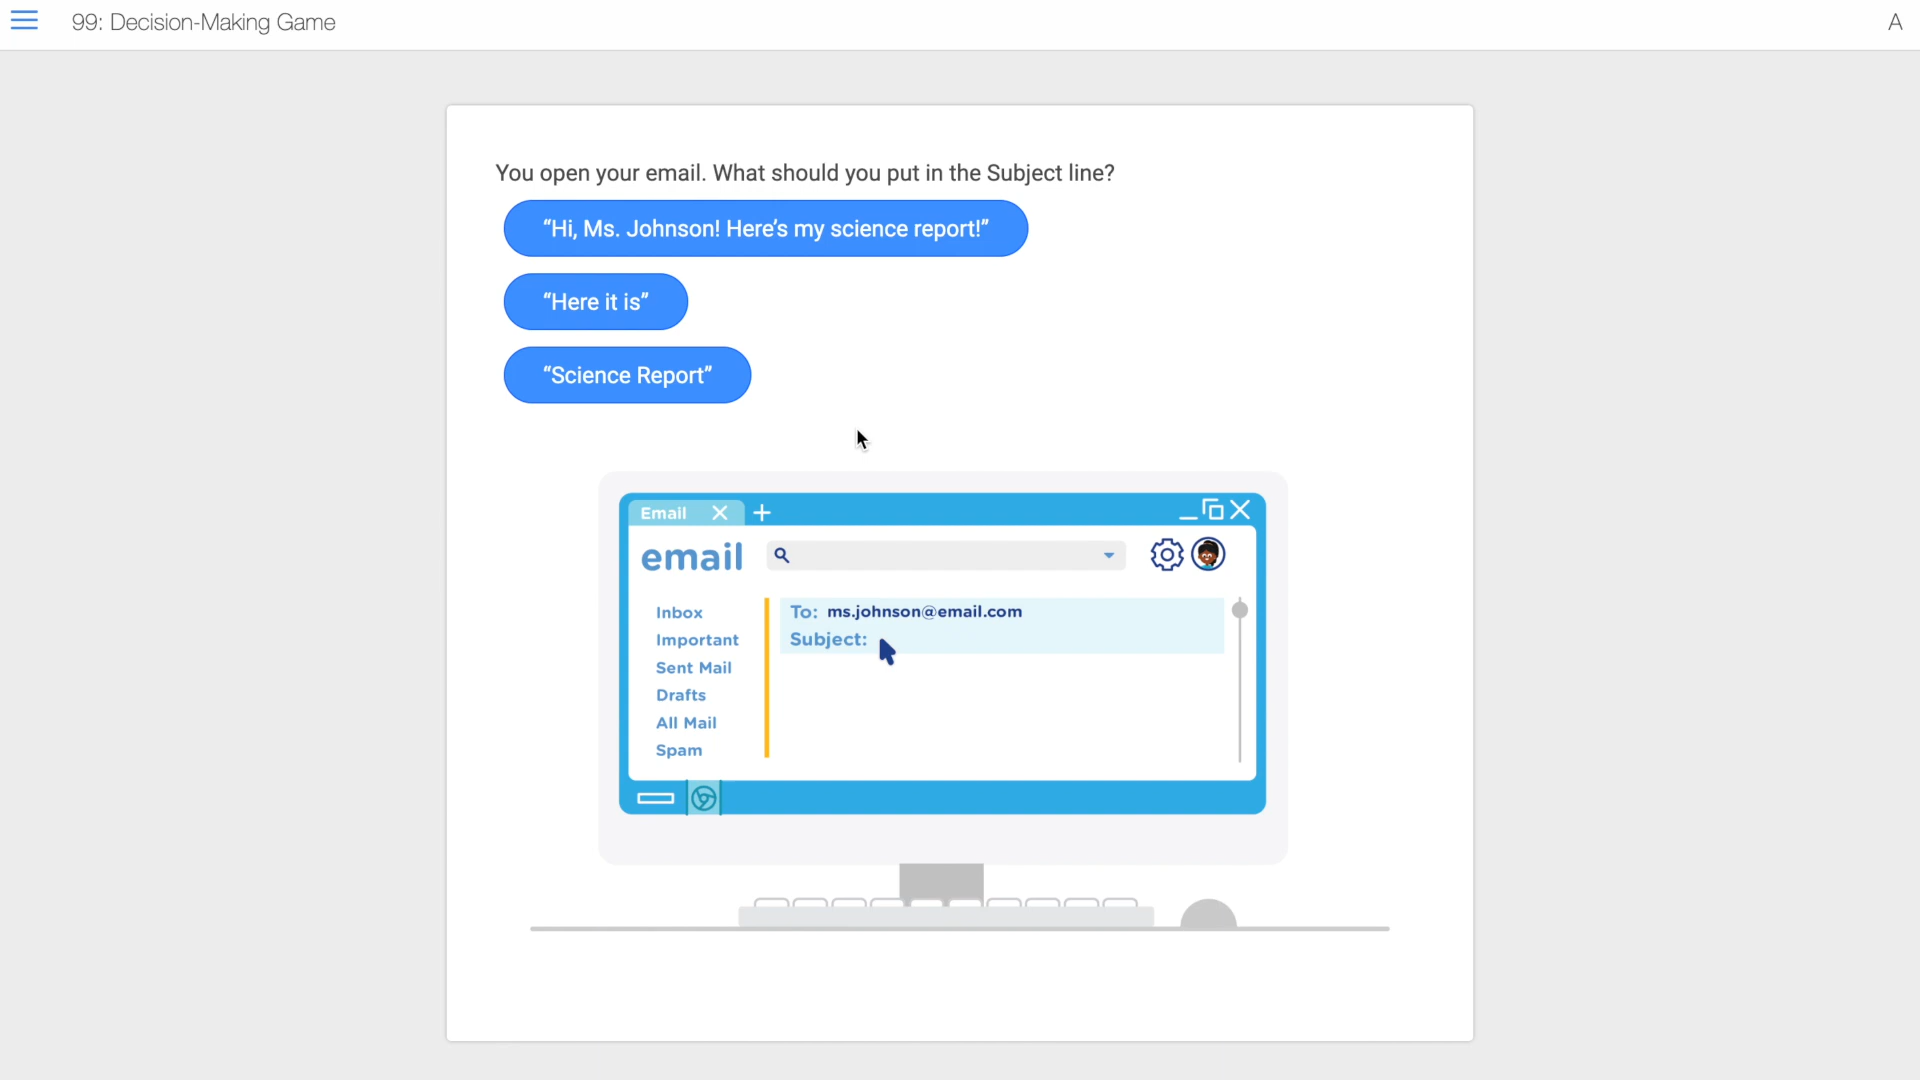 99: Decision-Making Game
A
You open your email. What should you put in the Subject line?
“Hi, Ms. Johnson! Here’s my science report!”
“Here it is”
“Science Report”
Email
email
Inbox
Important
Sent Mail
Drafts
All Mail
Spam
To: ms.johnson@email.com
Subject: